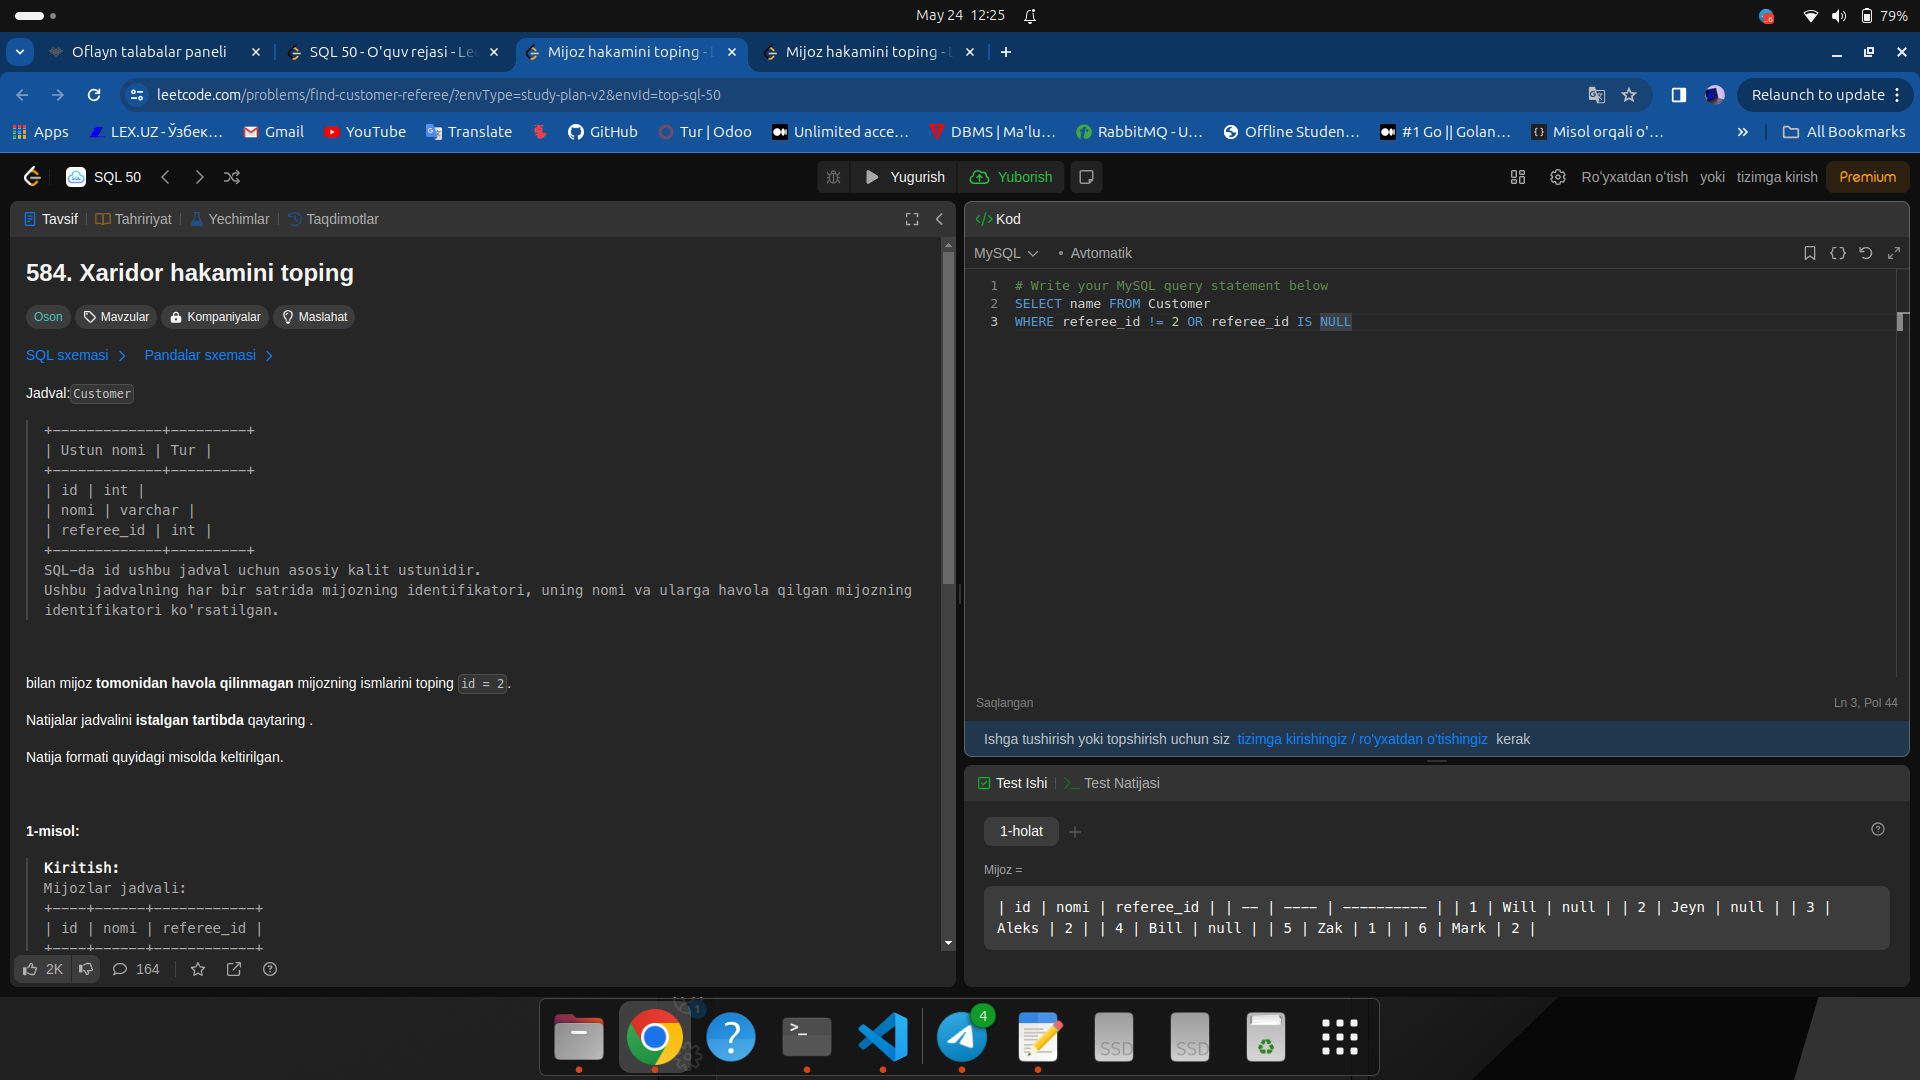 May 24 12:25
79%
Oflayn talabalar paneli
SQL 50 - O'quv rejasi - Le
Mijoz hakamini toping - L
Mijoz hakamini toping - L
leetcode.com/problems/find-customer-referee/?envType=study-plan-v2&envId=top-sql-50
Relaunch to update
Apps
LEX.UZ - Ўзбек...
Gmail
YouTube
Translate
GitHub
Tur | Odoo
Unlimited acce...
DBMS | Ma'lu...
RabbitMQ - U...
Offline Studen...
#1 Go || Golan...
Misol orqali o'...
»
All Bookmarks
SQL 50
Yugurish
Yuborish
Ro'yxatdan o'tish yoki tizimga kirish
Premium
Tavsif
Tahririyat
Yechimlar
Taqdimotlar
584. Xaridor hakamini toping
Oson
Mavzular
Kompaniyalar
Maslahat
SQL sxemasi
Pandalar sxemasi
Jadval: Customer
+-------------+---------+
| Ustun nomi | Tur |
+-------------+---------+
| id | int |
| nomi | varchar |
| referee_id | int |
+-------------+---------+
SQL-da id ushbu jadval uchun asosiy kalit ustunidir.
Ushbu jadvalning har bir satrida mijozning identifikatori, uning nomi va ularga havola qilgan mijozning
identifikatori ko'rsatilgan.
bilan mijoz tomonidan havola qilinmagan mijozning ismlarini toping id = 2.
Natijalar jadvalini istalgan tartibda qaytaring .
Natija formati quyidagi misolda keltirilgan.
1-misol:
Kiritish:
Mijozlar jadvali:
+----+------+------------+
| id | nomi | referee_id |
+----+------+------------+
2K
164
</> Kod
MySQL
• Avtomatik
1 # Write your MySQL query statement below
2 SELECT name FROM Customer
3 WHERE referee_id != 2 OR referee_id IS NULL
Saqlangan
Ln 3, Pol 44
Ishga tushirish yoki topshirish uchun siz tizimga kirishingiz / ro'yxatdan o'tishingiz kerak
Test Ishi
Test Natijasi
1-holat
Mijoz =
| id | nomi | referee_id | | -- | ---- | ---------- | | 1 | Will | null | | 2 | Jeyn | null | | 3 |
Aleks | 2 | | 4 | Bill | null | | 5 | Zak | 1 | | 6 | Mark | 2 |
1
4
SSD
SSD